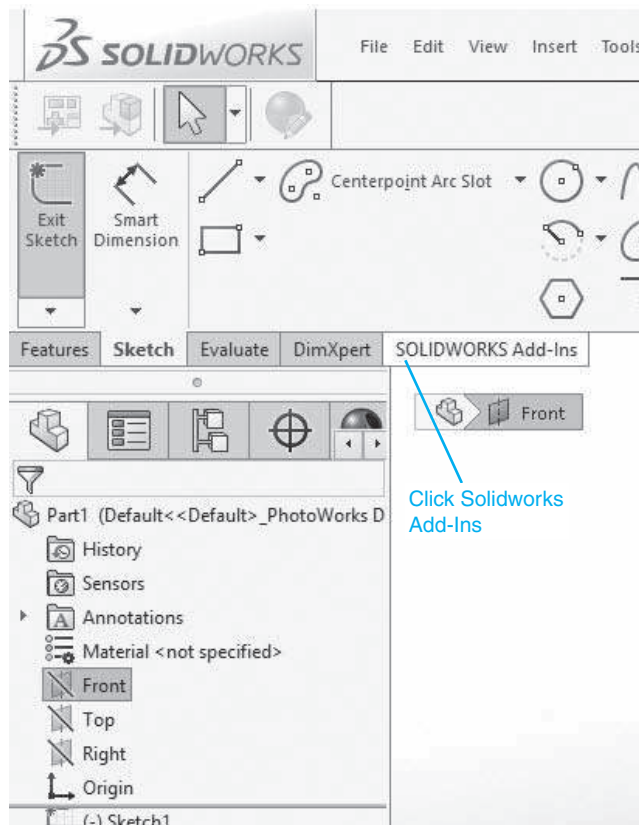 SOLIDWORKS File Edit View Insert Tools
Centerpoint Arc Slot
Exit Sketch
Smart Dimension
Features Sketch Evaluate DimXpert SOLIDWORKS Add-Ins
Front
Click Solidworks
Add-Ins
Part1 (Default<<Default>_PhotoWorks D
History
Sensors
A Annotations
Material <not specified>
Front
Top
Right
Origin
(-) Sketch1